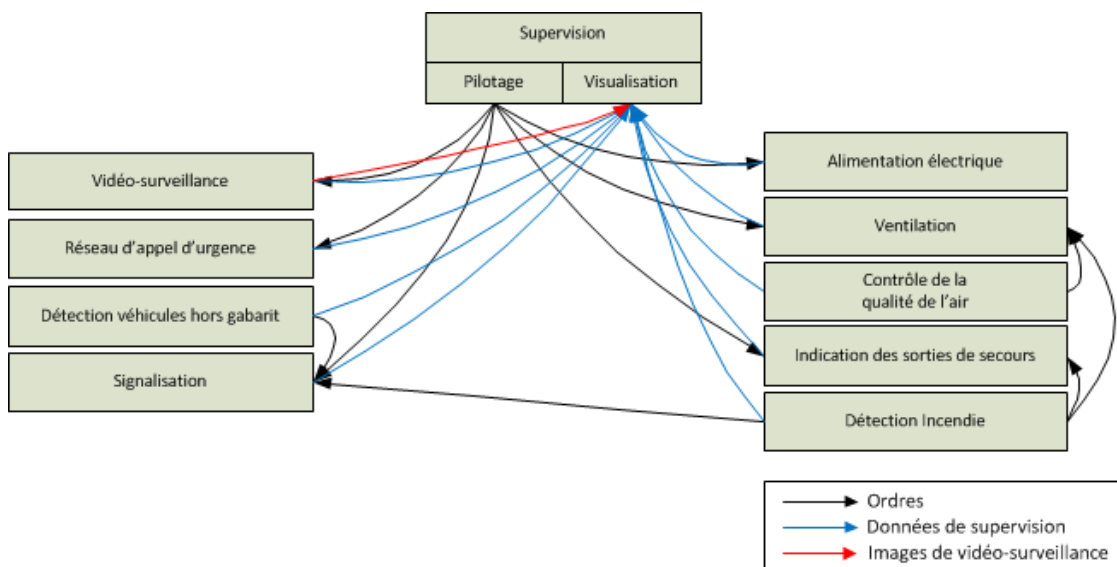 Supervision
Pilotage
Visualisation
Vidéo-surveillance
Réseau d'appel d'urgence
Détection véhicules hors gabarit
Signalisation
Alimentation électrique
Ventilation
Contrôle de la
qualité de l'air
Indication des sorties de secours
Détection Incendie
Ordres
Données de supervision
Images de vidéo-surveillance